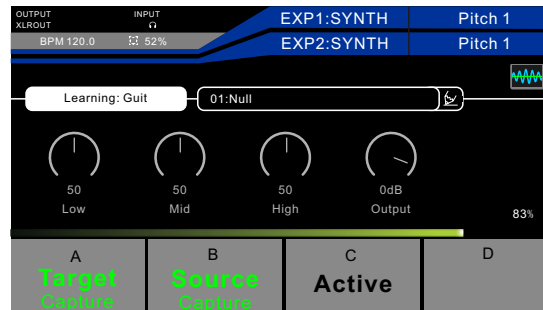 OUTPUT INPUT
XLROUT
BPM 120.0 52%
EXP1:SYNTH Pitch 1
EXP2:SYNTH Pitch 1
Learning: Guit 01:Null
50 50 50 0dB
Low Mid High Output
83%
A B C D
Target Source Active
Capture Capture